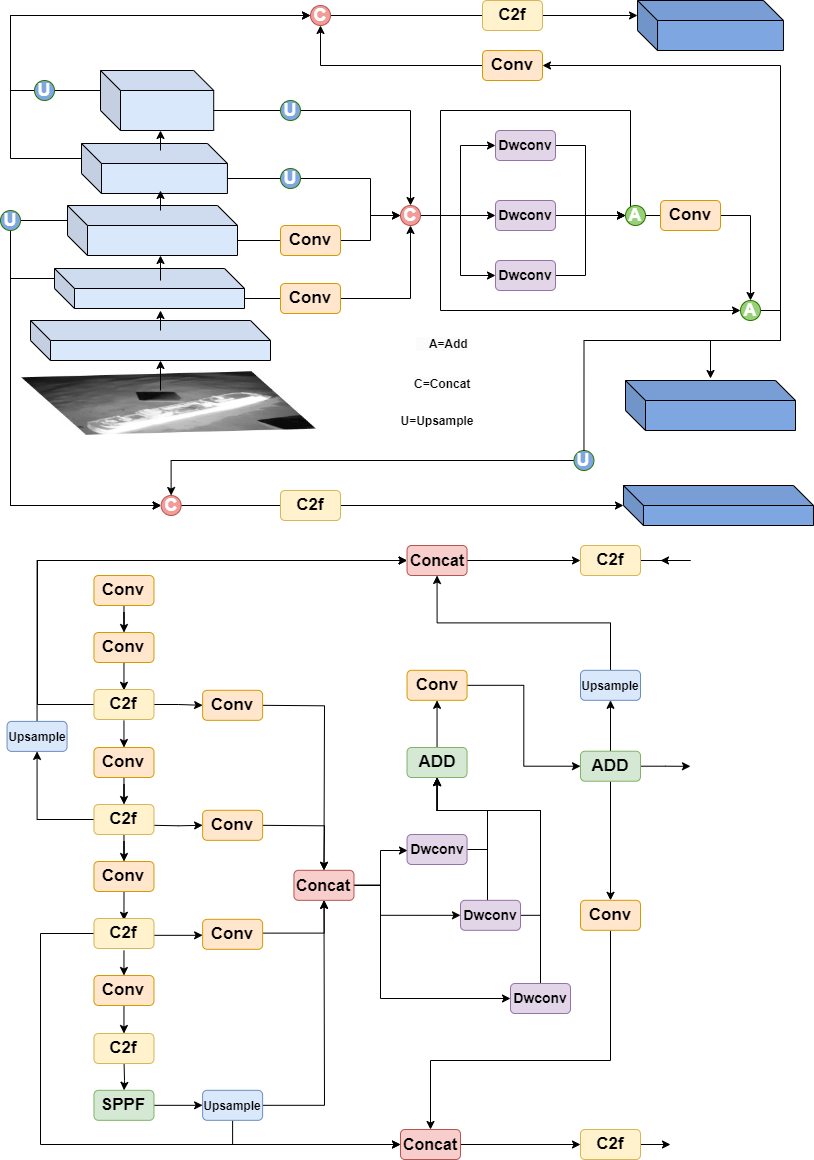 C
C2f
Conv
U
U
U
Dwconv
U
C
Dwconv
A
Conv
Conv
Dwconv
Conv
A
A=Add
C=Concat
U=Upsample
U
C
C2f
Concat
C2f
Conv
Conv
C2f
Conv
Conv
Upsample
Upsample
Conv
ADD
ADD
C2f
Conv
Dwconv
Conv
Concat
Dwconv
Conv
C2f
Conv
Conv
Dwconv
C2f
SPPF
Upsample
Concat
C2f